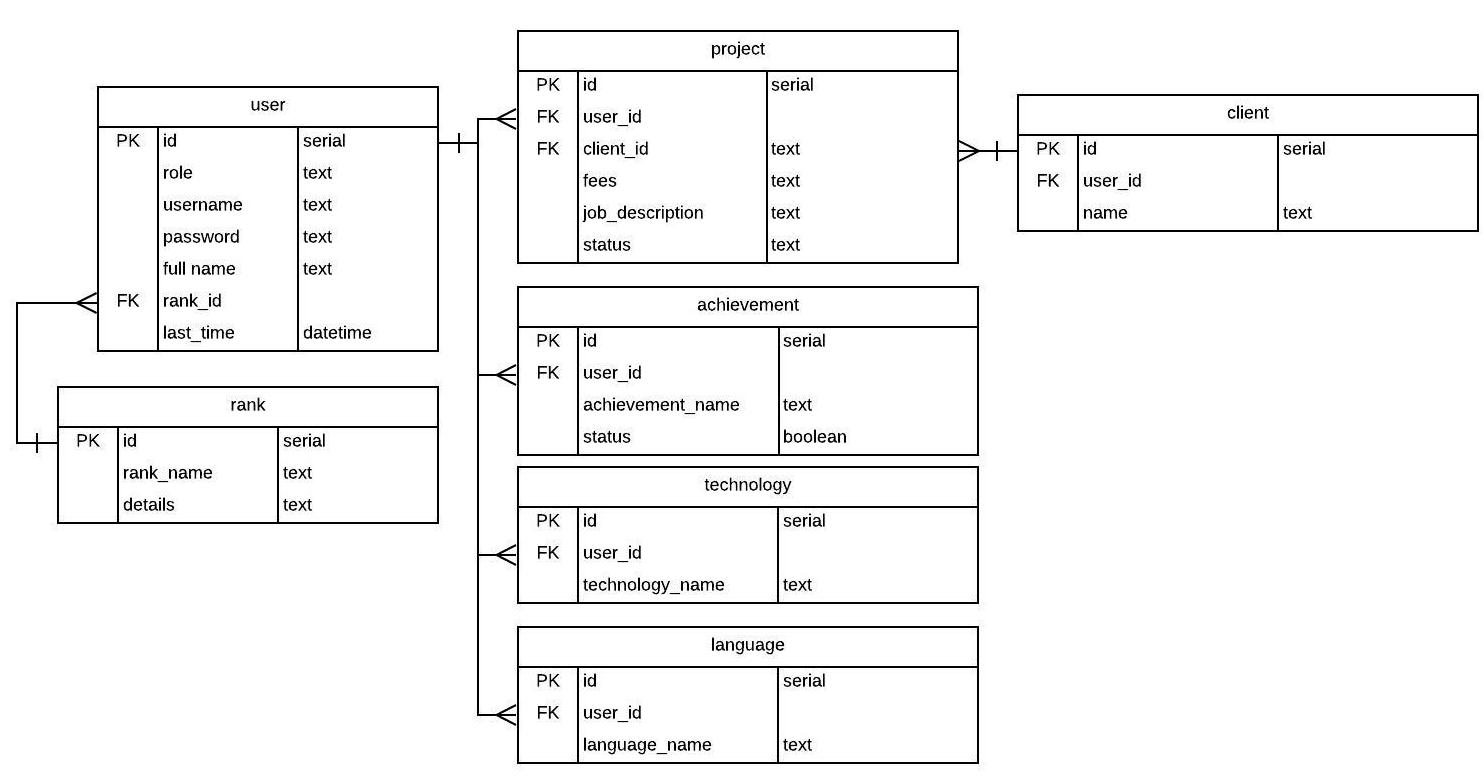 user
PK id serial
role text
username text
password text
full name text
FK rank_id
last_time datetime
rank
PK id serial
rank_name text
details text
project
PK id serial
FK user_id
FK client_id text
fees text
job_description text
status text
achievement
PK id serial
FK user_id
achievement_name text
status boolean
technology
PK id serial
FK user_id
technology_name text
language
PK id serial
FK user_id
language_name text
client
PK id serial
FK user_id
name text